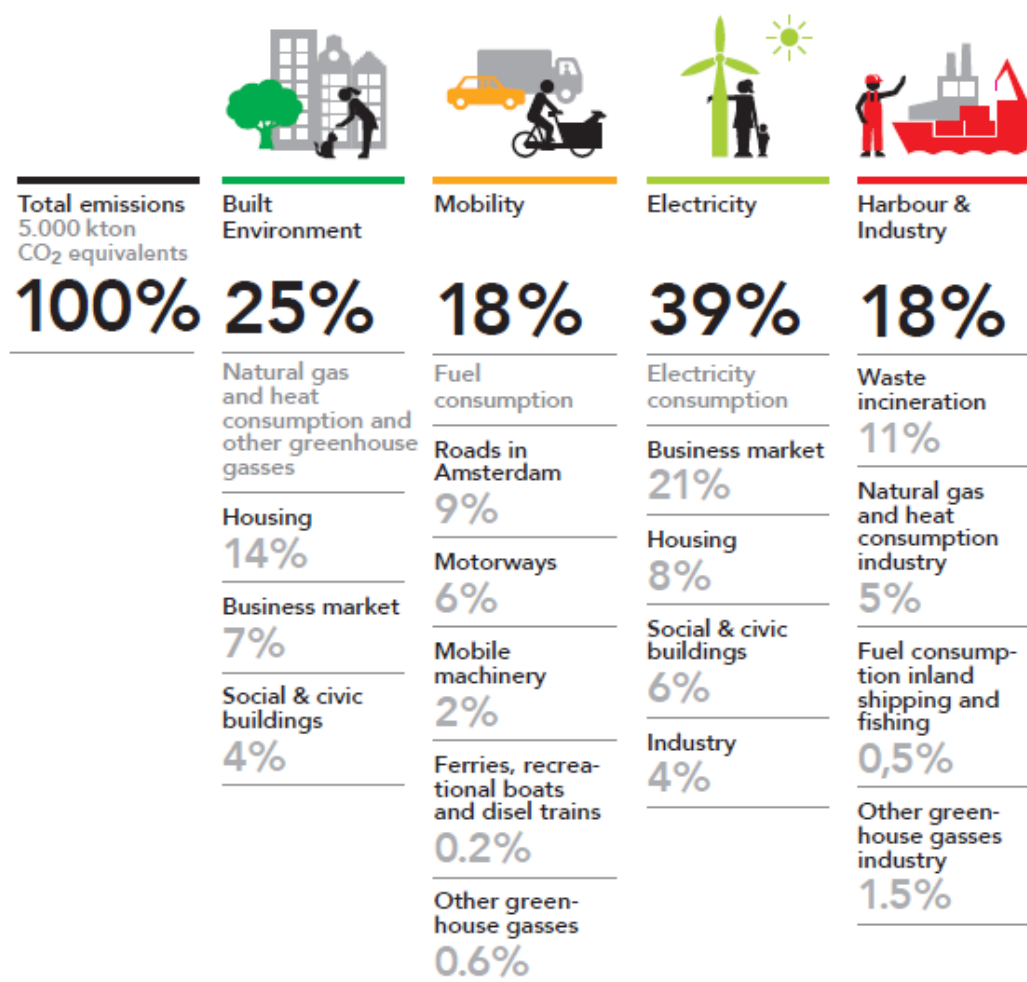 Total emissions
5.000 kton
CO₂ equivalents
100%
Built
Environment
25%
Natural gas
and heat
consumption and
other greenhouse
gasses
Housing
14%
Business market
7%
Social & civic
buildings
4%
Mobility
18%
Fuel
consumption
Roads in
Amsterdam
9%
Motorways
6%
Mobile
machinery
2%
Ferries, recrea-
tional boats
and disel trains
0.2%
Other green-
house gasses
0.6%
Electricity
39%
Electricity
consumption
Business market
21%
Housing
8%
Social & civic
buildings
6%
Industry
4%
Harbour &
Industry
18%
Waste
incineration
11%
Natural gas
and heat
consumption
industry
5%
Fuel consump-
tion inland
shipping and
fishing
0,5%
Other green-
house gasses
industry
1.5%